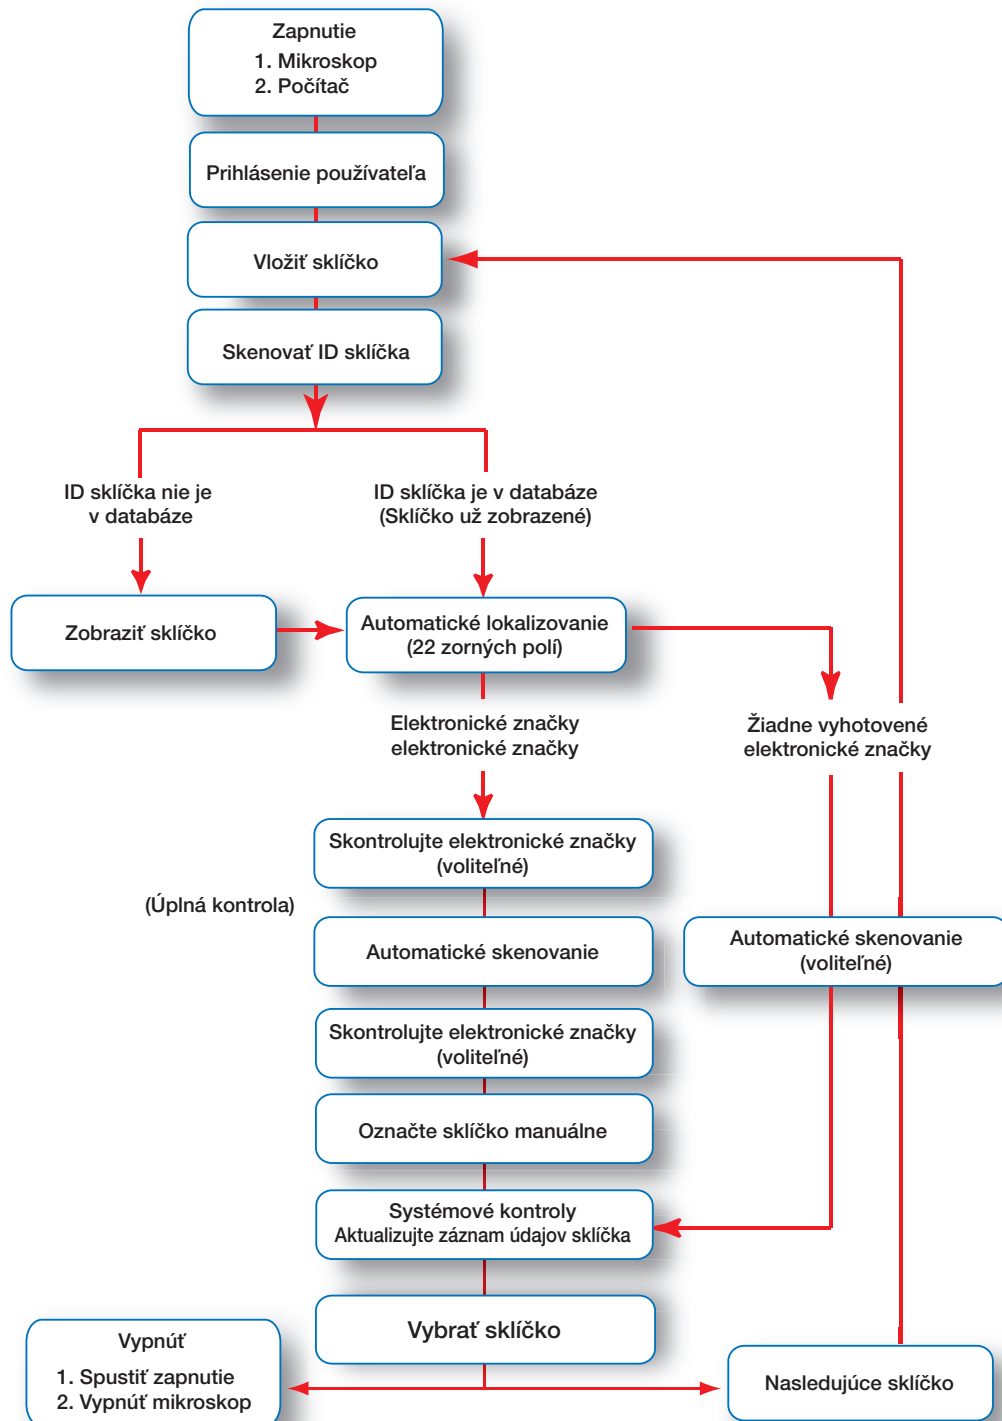 Zapnutie
1. Mikroskop
2. Počítač
Prihlásenie používateľa
Vložiť sklíčko
Skenovať ID sklíčka
ID sklíčka nie je
v databáze
ID sklíčka je v databáze
(Sklíčko už zobrazené)
Zobraziť sklíčko
Automatické lokalizovanie
(22 zorných polí)
Elektronické značky
elektronické značky
Žiadne vyhotovené
elektronické značky
Skontrolujte elektronické značky
(voliteľné)
(Úplná kontrola)
Automatické skenovanie
Automatické skenovanie
(voliteľné)
Skontrolujte elektronické značky
(voliteľné)
Označte sklíčko manuálne
Systémové kontroly
Aktualizujte záznam údajov sklíčka
Vybrať sklíčko
Vypnúť
1. Spustiť zapnutie
2. Vypnúť mikroskop
Nasledujúce sklíčko